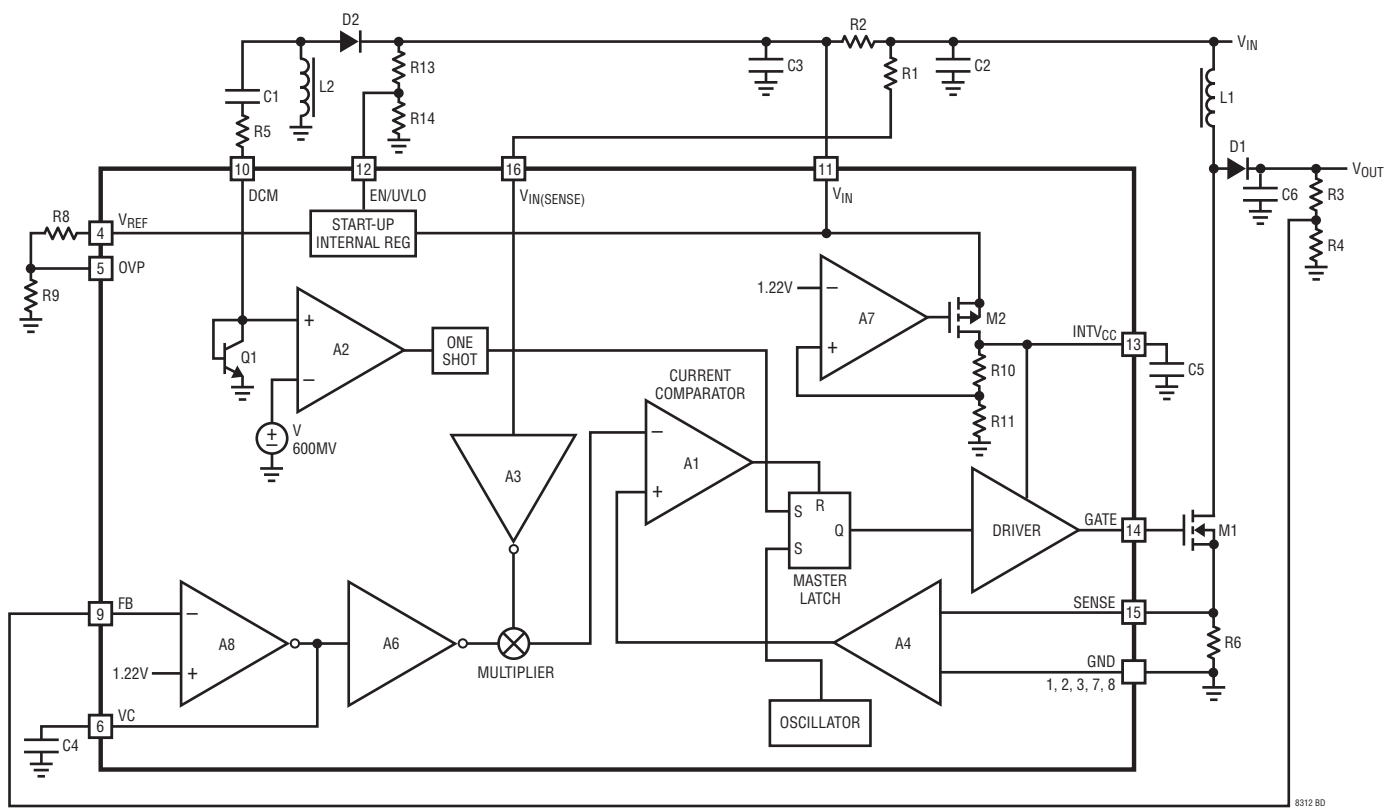 D2
R2
VIN
C3
C2
R13
R1
L2
C1
L1
R14
R5
D1
10
12
16
11
VOUT
DCM
EN/UVLO
VIN(SENSE)
VIN
C6
R3
R8
VREF
4
START-UP
INTERNAL REG
R4
5
OVP
R9
1.22V
−
A7
+
M2
INTVCC
13
+
A2
−
ONE
SHOT
Q1
R10
C5
CURRENT
COMPARATOR
+
−
V
600MV
R11
−
A1
+
A3
R
S
Q
S
DRIVER
GATE
14
M1
MASTER
LATCH
FB
9
−
A8
1.22V
+
A6
MULTIPLIER
A4
SENSE
15
R6
GND
1, 2, 3, 7, 8
VC
6
C4
OSCILLATOR
8312 BD